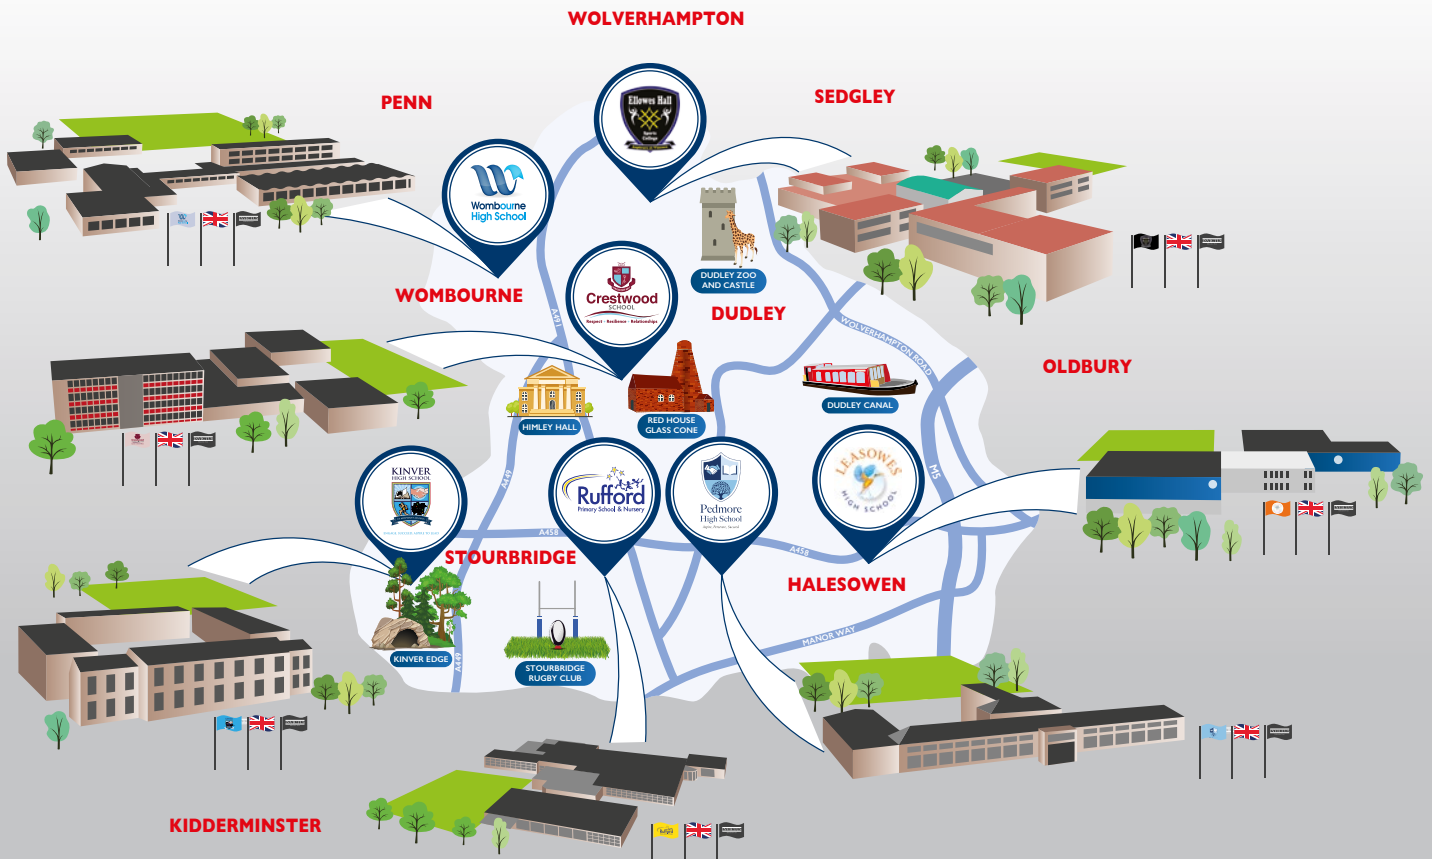 WOLVERHAMPTON
PENN
SEDGLEY
Ellowes Hall
Sports
College
Wombourne
High School
DUDLEY ZOO
AND CASTLE
WOMBOURNE
Crestwood
SCHOOL
Respect • Resilience • Relationships
DUDLEY
A491
WOLVERHAMPTON ROAD
OLDBURY
HIMLEY HALL
RED HOUSE
GLASS CONE
DUDLEY CANAL
KINVER
HIGH SCHOOL
A449
Rufford
Primary School & Nursery
Pedmore
High School
LEASOWES
HIGH SCHOOL
M5
A458
A458
STOURBRIDGE
HALESOWEN
MANOR WAY
KINVER EDGE
A449
STOURBRIDGE
RUGBY CLUB
KIDDERMINSTER